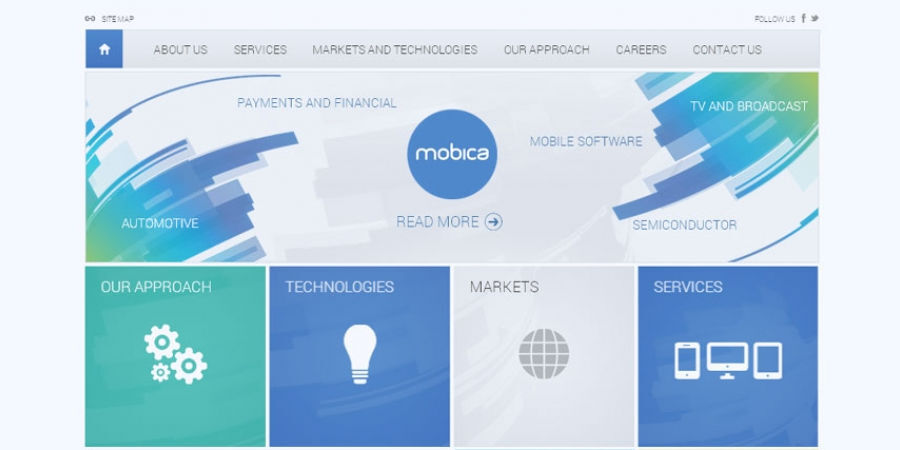 SITE MAP
FOLLOW US
ABOUT US
SERVICES
MARKETS AND TECHNOLOGIES
OUR APPROACH
CAREERS
CONTACT US
PAYMENTS AND FINANCIAL
TV AND BROADCAST
MOBILE SOFTWARE
mobica
AUTOMOTIVE
READ MORE
SEMICONDUCTOR
OUR APPROACH
TECHNOLOGIES
MARKETS
SERVICES